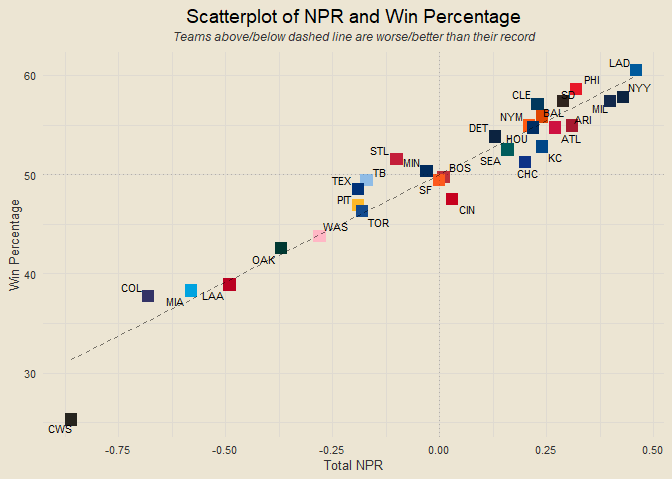 Scatterplot of NPR and Win Percentage
Teams above/below dashed line are worse/better than their record
Win Percentage
60
50
40
30
LAD
PHI
NYY
CLE
SD
MIL
NYM
BAL
ARI
DET
HOU
ATL
SEA
KC
CHC
STL
MIN
BOS
TB
TEX
SF
PIT
CIN
TOR
WAS
OAK
COL
MIA
LAA
CWS
-0.75
-0.50
-0.25
0.00
0.25
0.50
Total NPR